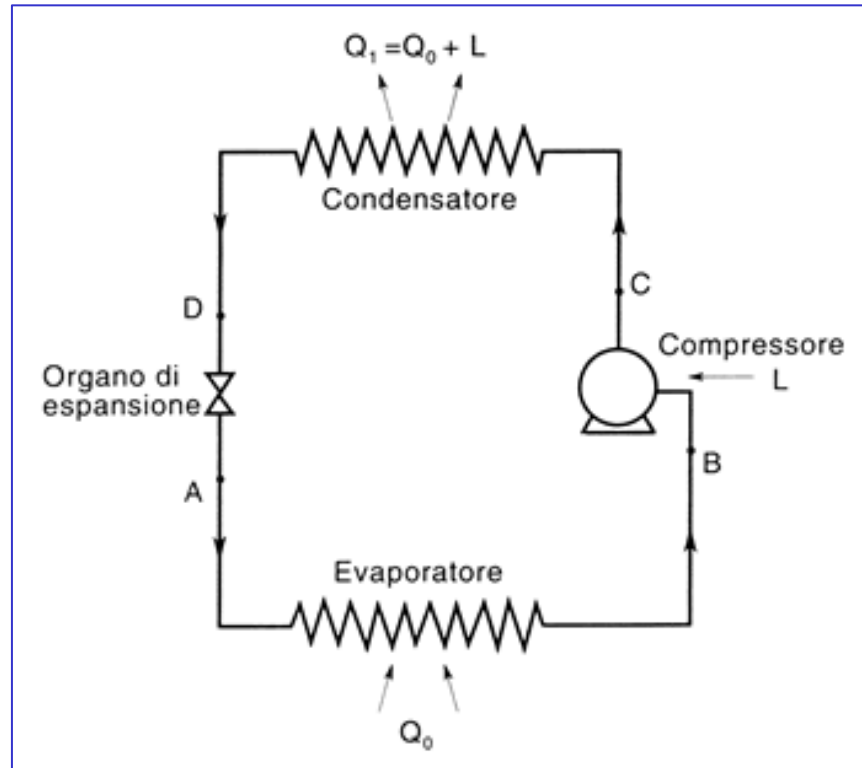 Q₁ =Q₀ + L
Condensatore
D
C
Organo di
espansione
Compressore
L
A
B
Evaporatore
Q₀